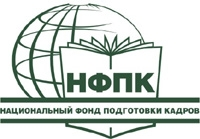 НФПК
НАЦИОНАЛЬНЫЙ ФОНД ПОДГОТОВКИ КАДРОВ